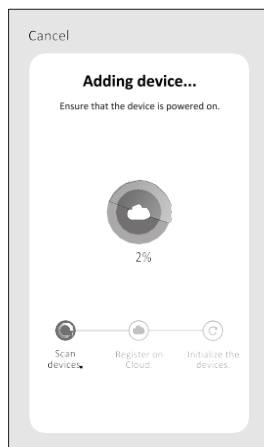 Cancel
Adding device...
Ensure that the device is powered on.
2%
Scan
devices.
Register on
Cloud.
Initialize the
devices.